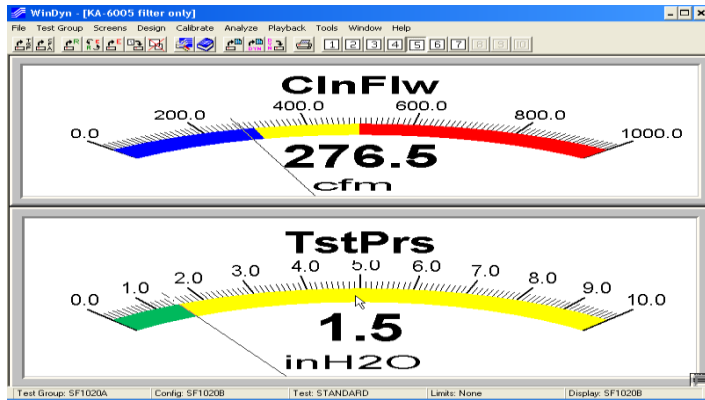 WinDyn - [KA-6005 filter only]
File Test Group Screens Design Calibrate Analyze Playback Tools Window Help
1 2 3 4 5 6 7 8 9 10
ClnFlw
0.0 200.0 400.0 600.0 800.0 1000.0
276.5
cfm
TstPrs
0.0 1.0 2.0 3.0 4.0 5.0 6.0 7.0 8.0 9.0 10.0
1.5
inH2O
Test Group: SF1020A Config: SF1020B Test: STANDARD Limits: None Display: SF1020B